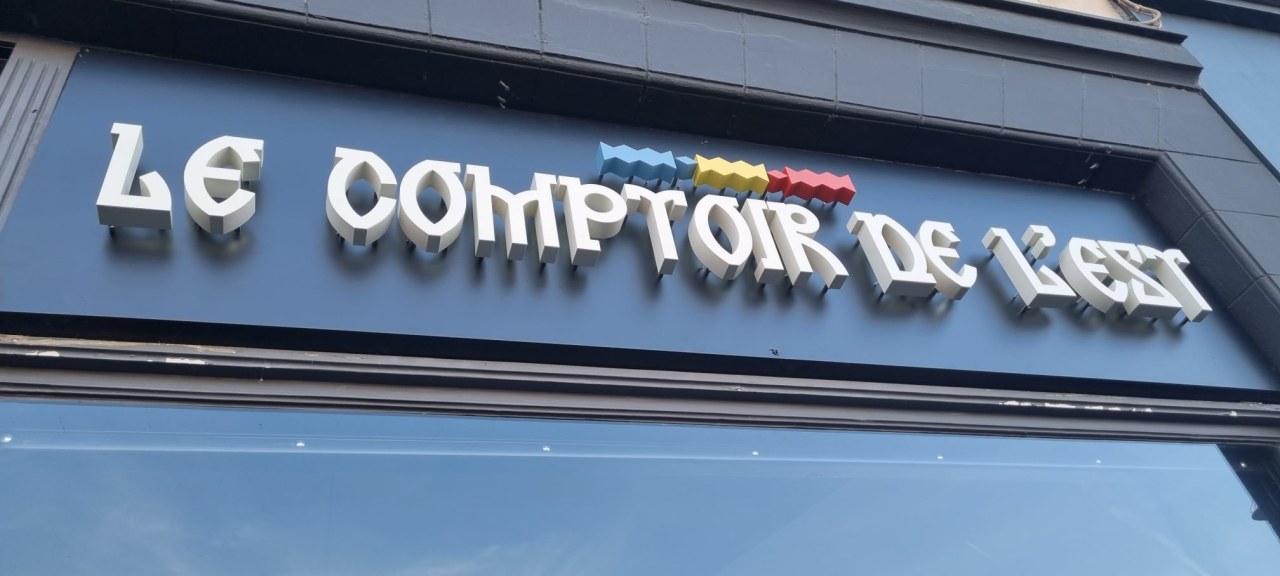 LE COMPTOIR DE L'EST